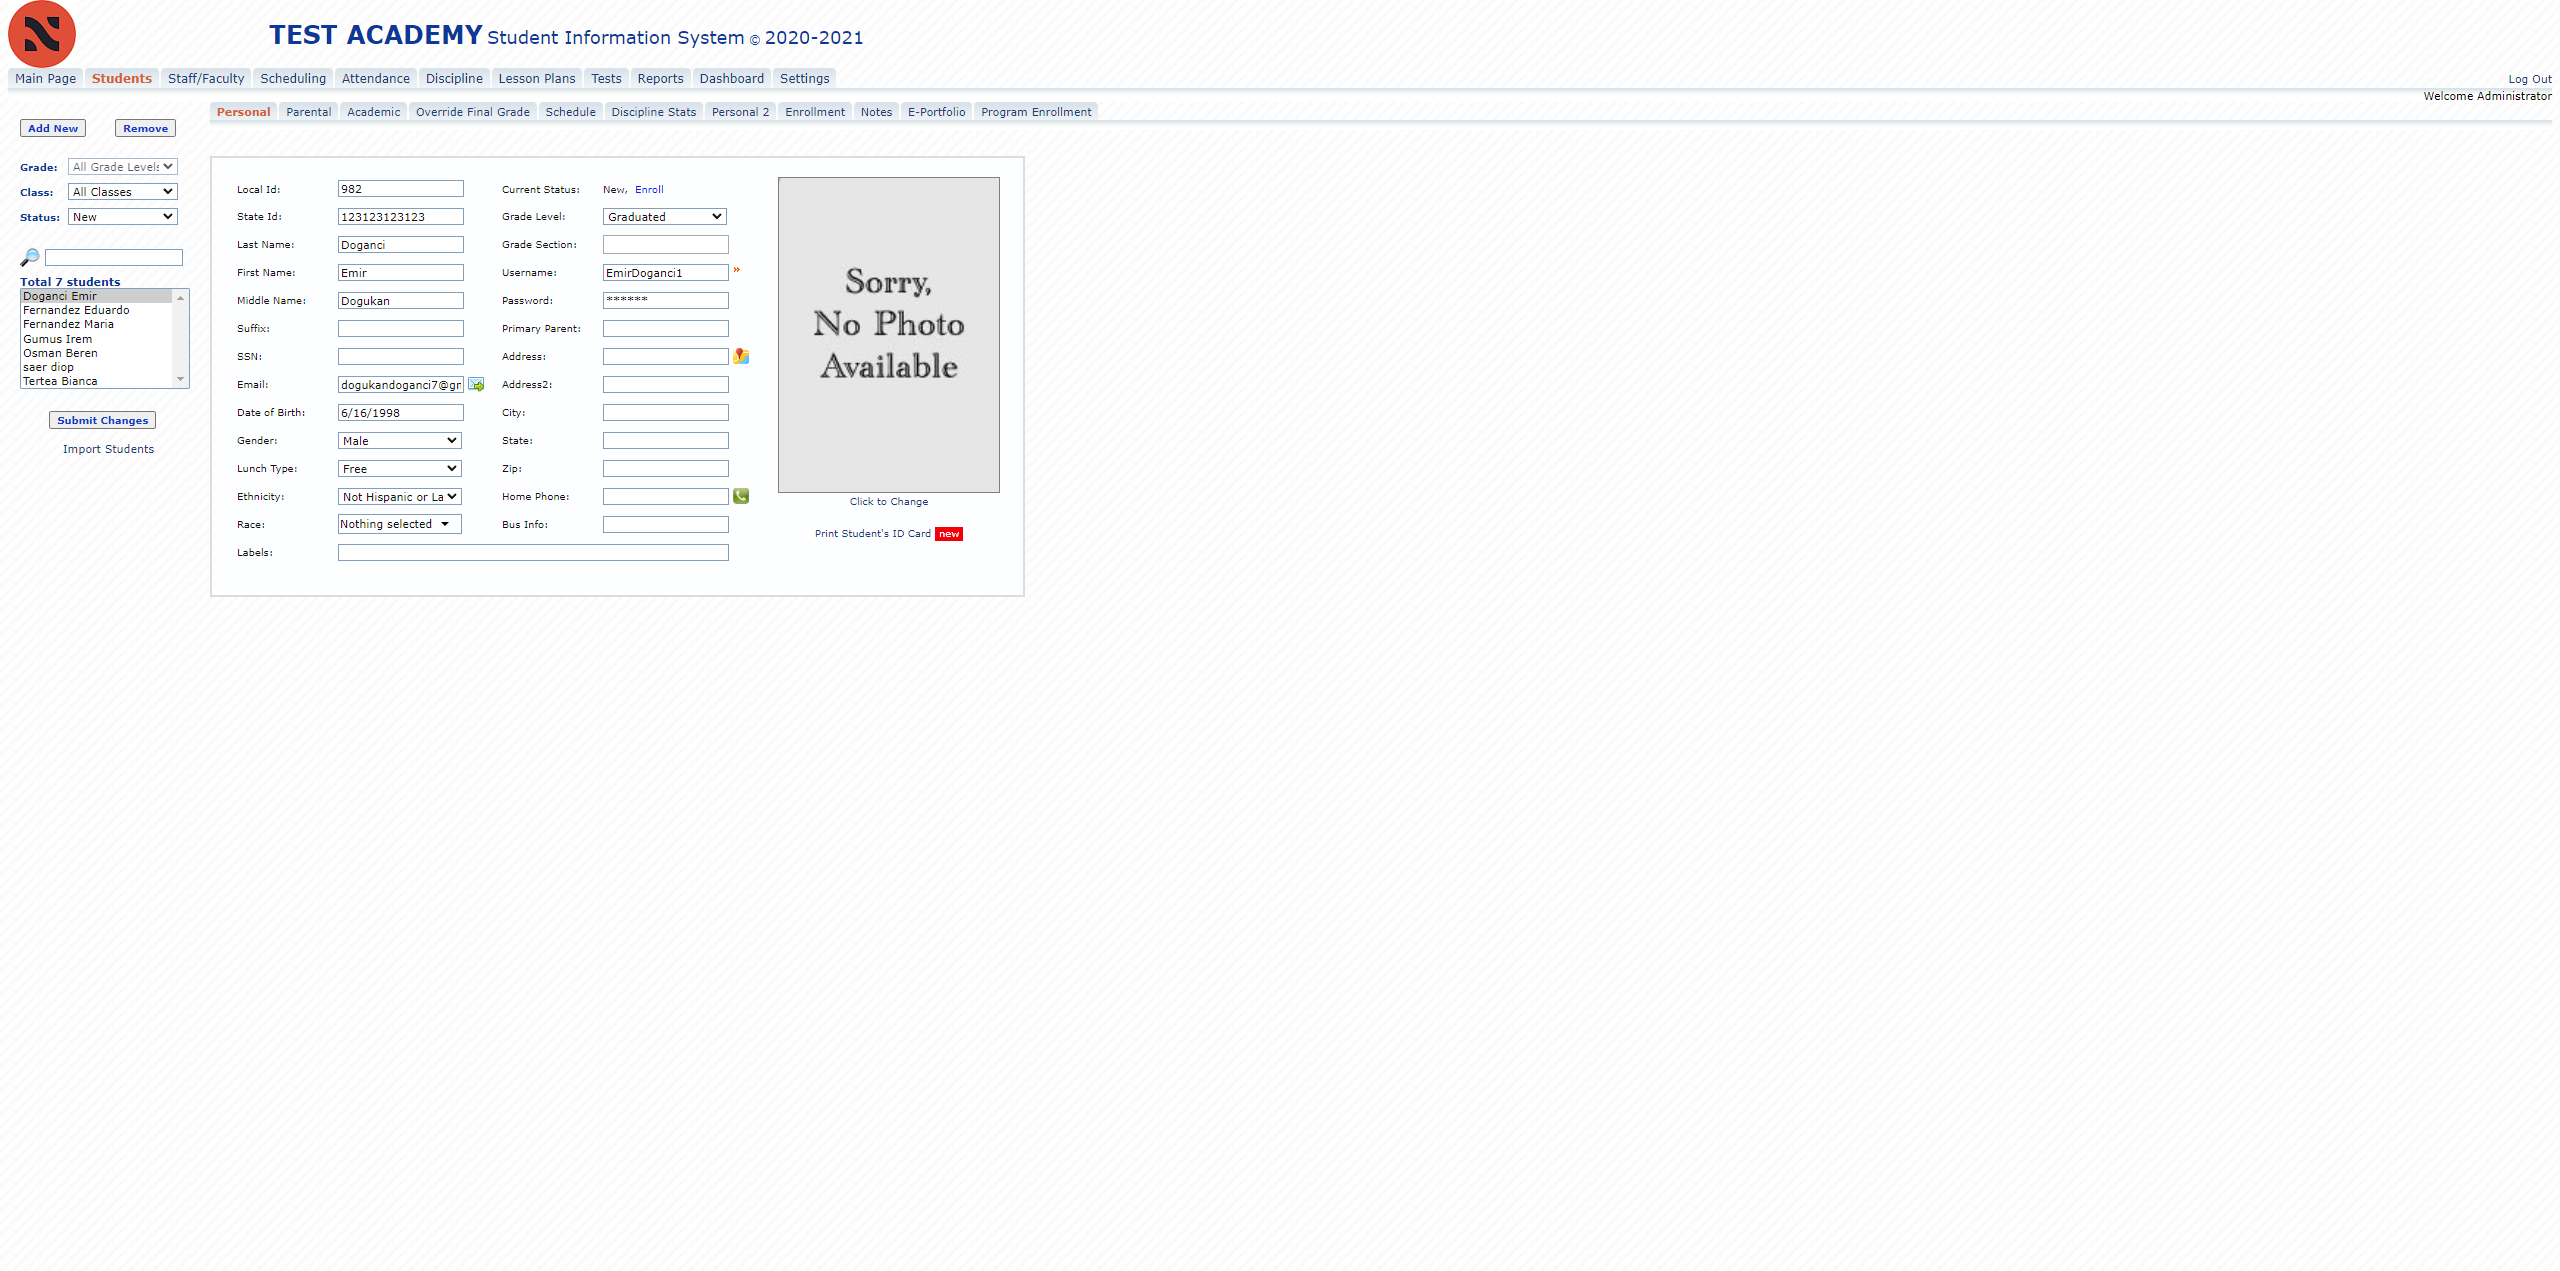 TEST ACADEMY Student Information System © 2020-2021
Main Page Students Staff/Faculty Scheduling Attendance Discipline Lesson Plans Tests Reports Dashboard Settings Log Out
Welcome Administrator
Personal Parental Academic Override Final Grade Schedule Discipline Stats Personal 2 Enrollment Notes E-Portfolio Program Enrollment
Add New Remove
Grade: All Grade Levels
Class: All Classes
Status: New
Total 7 students
Doganci Emir
Fernandez Eduardo
Fernandez Maria
Gumus Irem
Osman Beren
saer diop
Tertea Bianca
Submit Changes
Import Students
Local Id: 982 Current Status: New, Enroll
State Id: 123123123123 Grade Level: Graduated
Last Name: Doganci Grade Section:
First Name: Emir Username: EmirDoganci1 »
Middle Name: Dogukan Password: ******
Suffix: Primary Parent:
SSN: Address:
Email: dogukandoganci7@gm Address2:
Date of Birth: 6/16/1998 City:
Gender: Male State:
Lunch Type: Free Zip:
Ethnicity: Not Hispanic or La Home Phone:
Race: Nothing selected Bus Info:
Labels:
Sorry,
No Photo
Available
Click to Change
Print Student's ID Card new